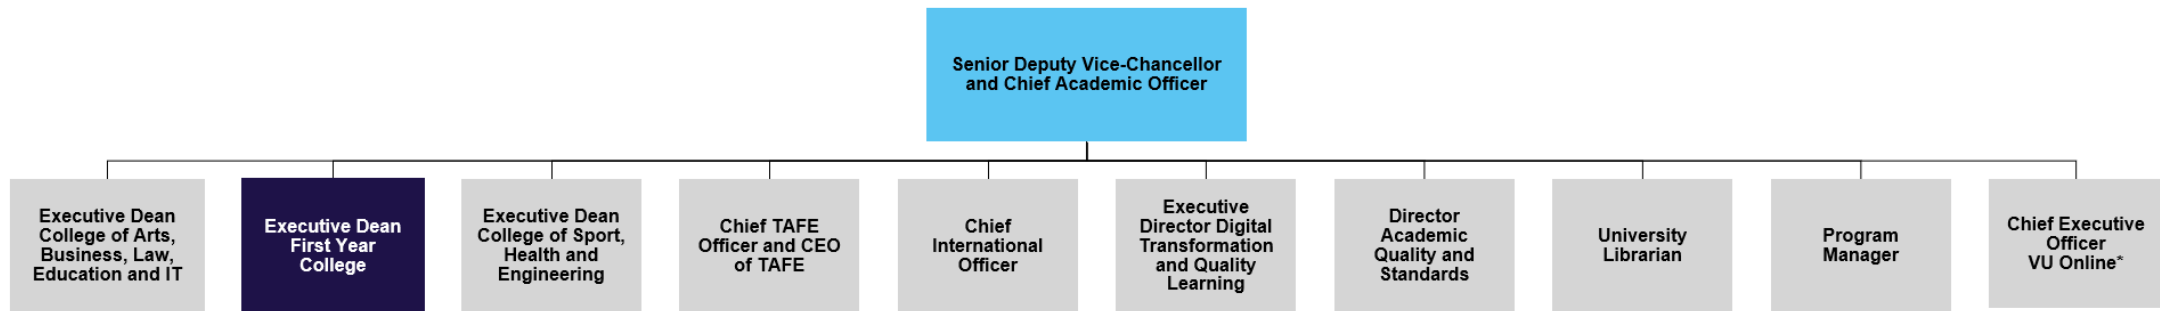 Senior Deputy Vice-Chancellor
and Chief Academic Officer
Executive Dean
College of Arts,
Business, Law,
Education and IT
Executive Dean
First Year
College
Executive Dean
College of Sport,
Health and
Engineering
Chief TAFE
Officer and CEO
of TAFE
Chief
International
Officer
Executive
Director Digital
Transformation
and Quality
Learning
Director
Academic
Quality and
Standards
University
Librarian
Program
Manager
Chief Executive
Officer
VU Online*